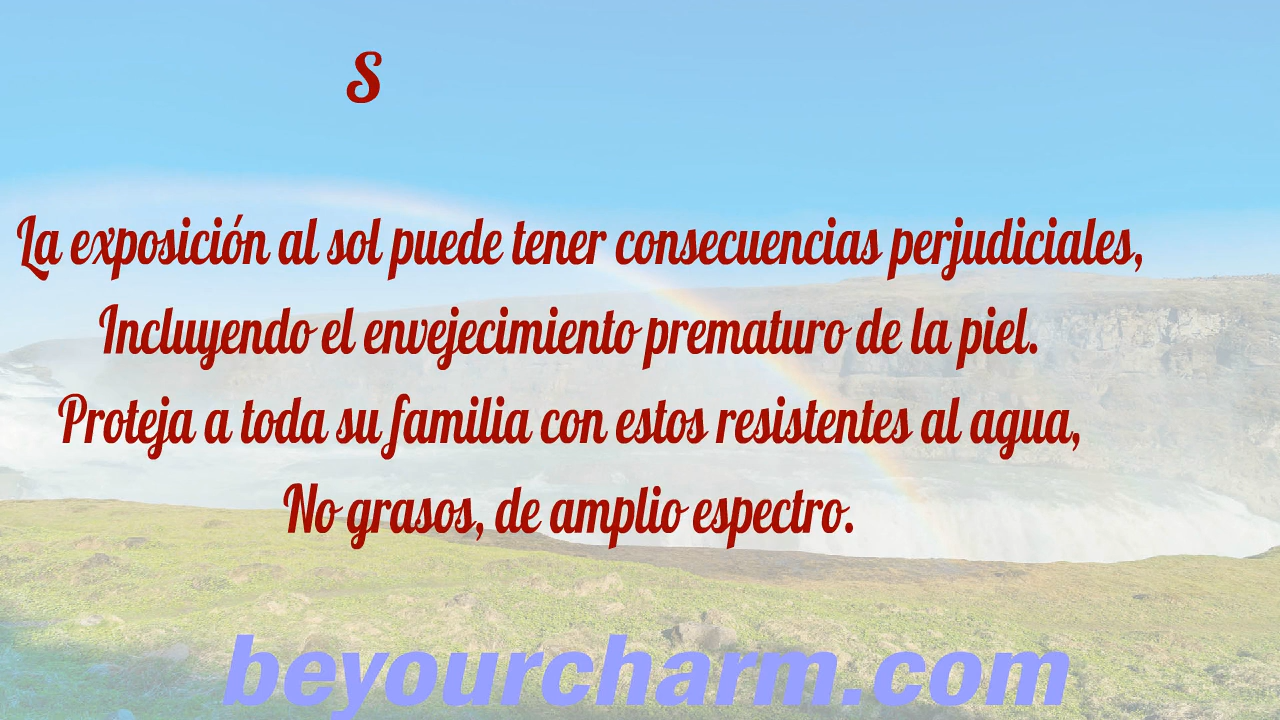 S
La exposición al sol puede tener consecuencias perjudiciales,
Incluyendo el envejecimiento prematuro de la piel.
Proteja a toda su familia con estos resistentes al agua,
No grasos, de amplio espectro.
beyourcharm.com